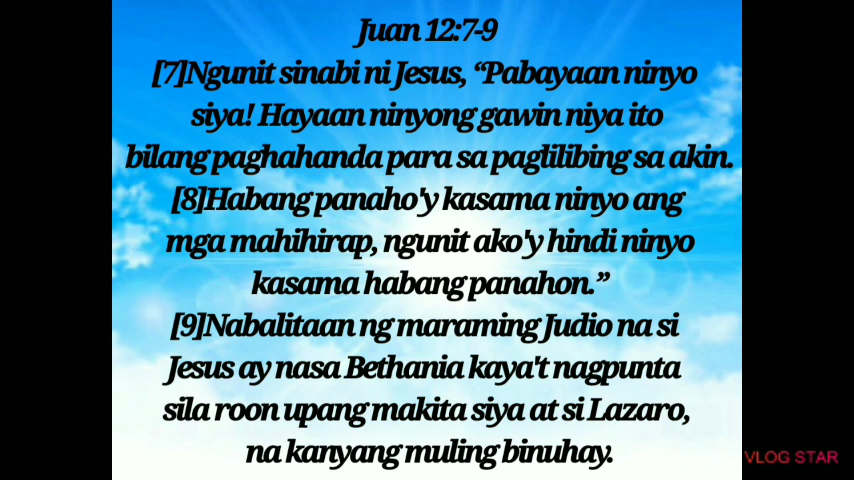 Juan 12:7-9
[7]Ngunit sinabi ni Jesus, “Pabayaan ninyo
siya! Hayaan ninyong gawin niya ito
bilang paghahanda para sa paglilibing sa akin.
[8]Habang panaho'y kasama ninyo ang
mga mahihirap, ngunit ako'y hindi ninyo
kasama habang panahon.”
[9]Nabalitaan ng maraming Judio na si
Jesus ay nasa Bethania kaya't nagpunta
sila roon upang makita siya at si Lazaro,
na kanyang muling binuhay.
VLOG STAR